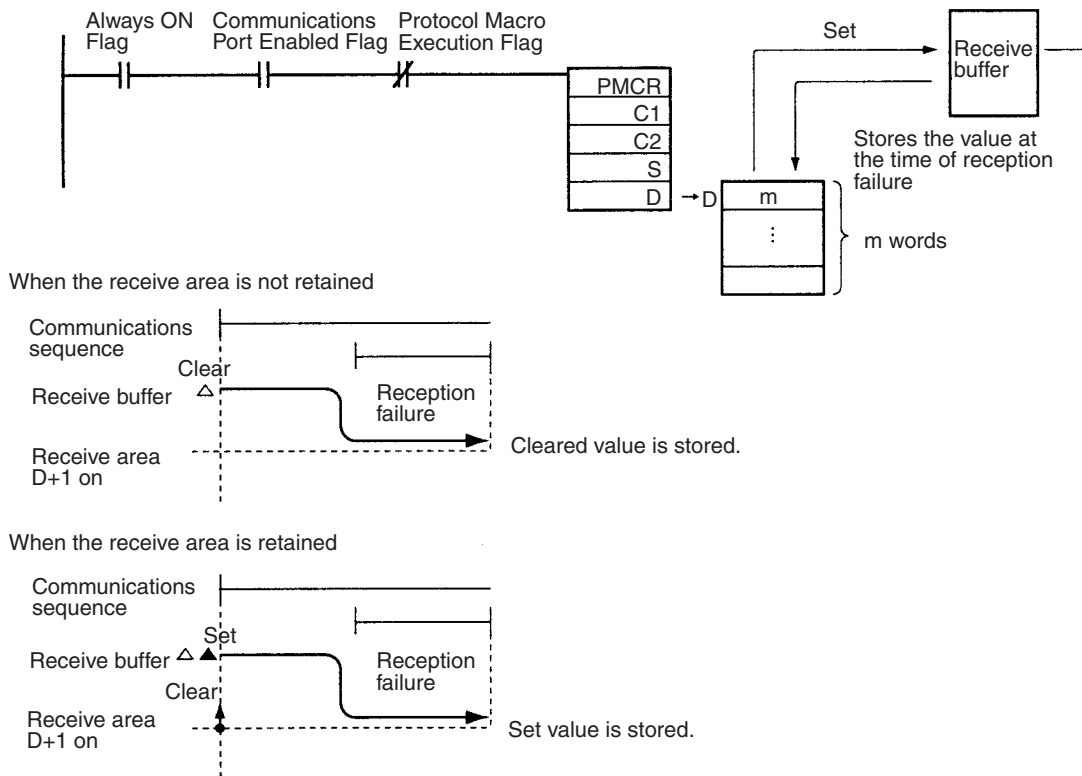 Always ON
Flag
Communications
Port Enabled Flag
Protocol Macro
Execution Flag
PMCR
C1
C2
S
D
→ D
m
⋮
m words
Set
Receive
buffer
Stores the value at
the time of reception
failure
When the receive area is not retained
Communications
sequence
Clear
Receive buffer
Reception
failure
Receive area
D+1 on
Cleared value is stored.
When the receive area is retained
Communications
sequence
Set
Receive buffer
Reception
failure
Clear
Receive area
D+1 on
Set value is stored.